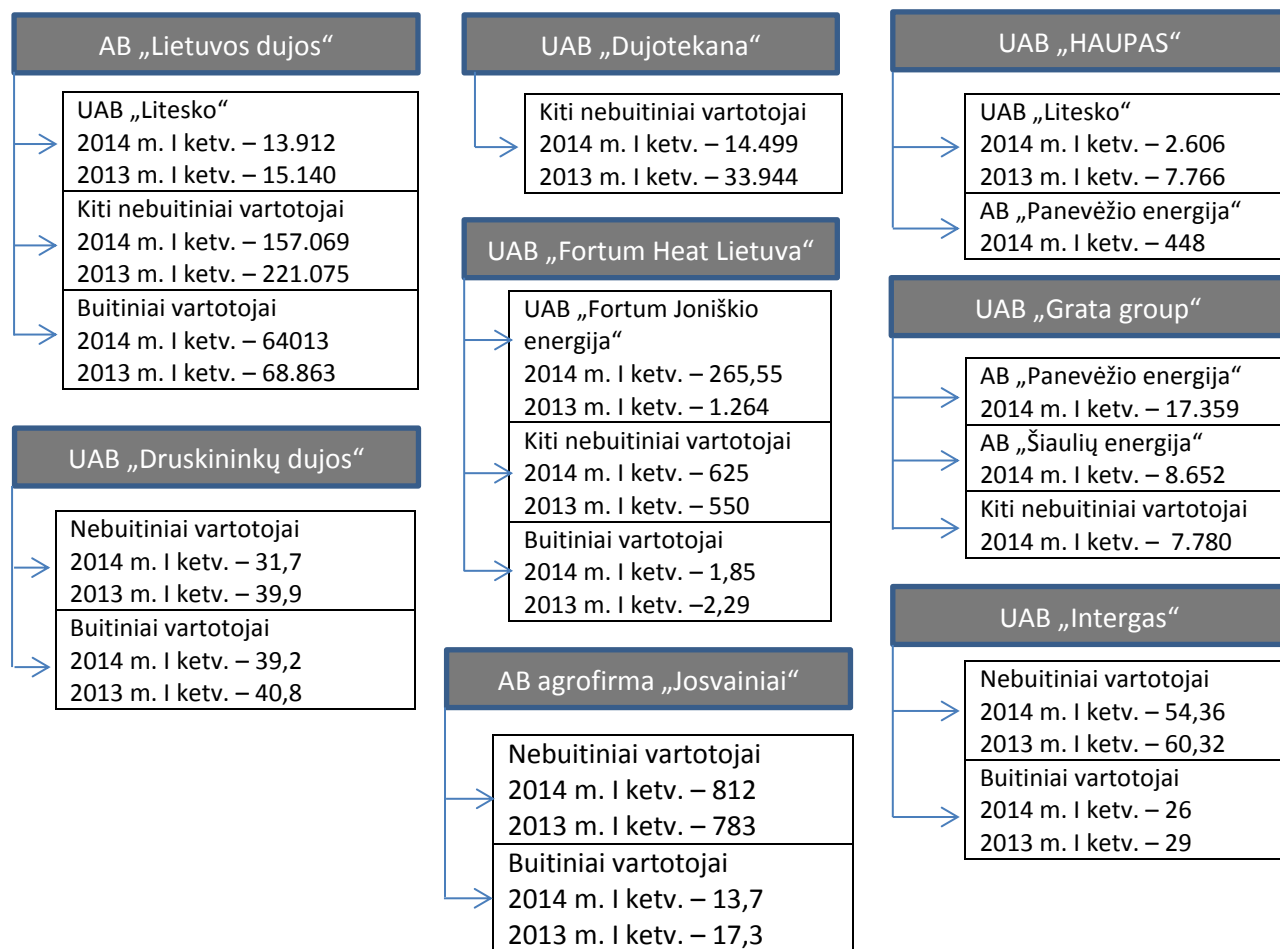 AB „Lietuvos dujos“
UAB „Litesko“
2014 m. I ketv. – 13.912
2013 m. I ketv. – 15.140
Kiti nebuitiniai vartotojai
2014 m. I ketv. – 157.069
2013 m. I ketv. – 221.075
Buitiniai vartotojai
2014 m. I ketv. – 64013
2013 m. I ketv. – 68.863
UAB „Druskininkų dujos“
Nebuitiniai vartotojai
2014 m. I ketv. – 31,7
2013 m. I ketv. – 39,9
Buitiniai vartotojai
2014 m. I ketv. – 39,2
2013 m. I ketv. – 40,8
UAB „Dujotekana“
Kiti nebuitiniai vartotojai
2014 m. I ketv. – 14.499
2013 m. I ketv. – 33.944
UAB „Fortum Heat Lietuva“
UAB „Fortum Joniškio
energija“
2014 m. I ketv. – 265,55
2013 m. I ketv. – 1.264
Kiti nebuitiniai vartotojai
2014 m. I ketv. – 625
2013 m. I ketv. – 550
Buitiniai vartotojai
2014 m. I ketv. – 1,85
2013 m. I ketv. –2,29
AB agrofirma „Josvainiai“
Nebuitiniai vartotojai
2014 m. I ketv. – 812
2013 m. I ketv. – 783
Buitiniai vartotojai
2014 m. I ketv. – 13,7
2013 m. I ketv. – 17,3
UAB „HAUPAS“
UAB „Litesko“
2014 m. I ketv. – 2.606
2013 m. I ketv. – 7.766
AB „Panevėžio energija“
2014 m. I ketv. – 448
UAB „Grata group“
AB „Panevėžio energija“
2014 m. I ketv. – 17.359
AB „Šiaulių energija“
2014 m. I ketv. – 8.652
Kiti nebuitiniai vartotojai
2014 m. I ketv. – 7.780
UAB „Intergas“
Nebuitiniai vartotojai
2014 m. I ketv. – 54,36
2013 m. I ketv. – 60,32
Buitiniai vartotojai
2014 m. I ketv. – 26
2013 m. I ketv. – 29